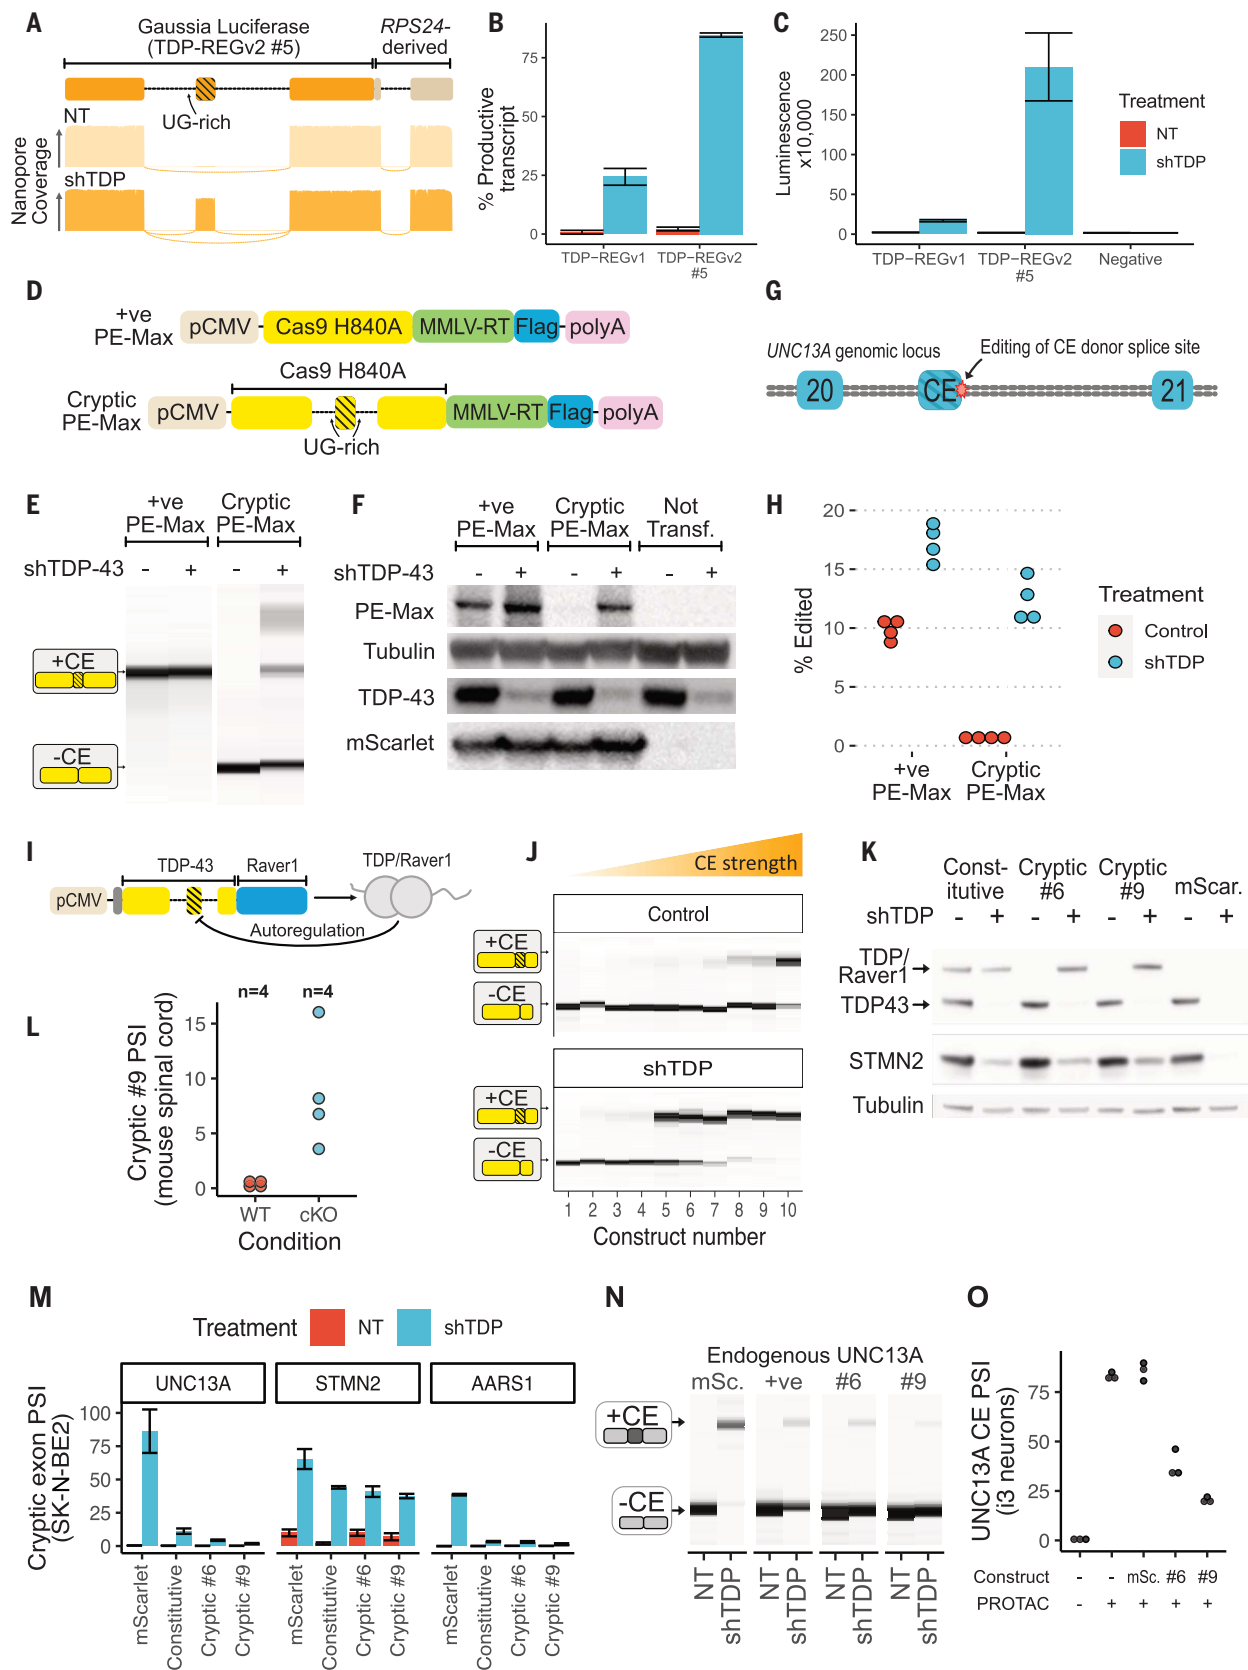 A
Gaussia Luciferase
(TDP-REGv2 #5)
RPS24-
derived
UG-rich
NT
shTDP
Nanopore
Coverage
B
% Productive
transcript
75
50
25
0
TDP−REGv1
TDP−REGv2
#5
C
Luminescence
x10,000
250
200
150
100
50
0
TDP−REGv1
TDP−REGv2
#5
Negative
Treatment
NT
shTDP
D
+ve
PE-Max
pCMV
Cas9 H840A
MMLV-RT
Flag
polyA
Cas9 H840A
Cryptic
PE-Max
pCMV
MMLV-RT
Flag
polyA
UG-rich
G
UNC13A genomic locus
Editing of CE donor splice site
20
CE
21
E
+ve
PE-Max
Cryptic
PE-Max
shTDP-43
- + - +
+CE
-CE
F
+ve
PE-Max
Cryptic
PE-Max
Not
Transf.
shTDP-43
- + - + - +
PE-Max
Tubulin
TDP-43
mScarlet
H
% Edited
20
15
10
5
0
+ve
PE-Max
Cryptic
PE-Max
Treatment
Control
shTDP
I
TDP-43
Raver1
TDP/Raver1
pCMV
Autoregulation
J
CE strength
Control
+CE
-CE
shTDP
+CE
-CE
1 2 3 4 5 6 7 8 9 10
Construct number
K
Const-
itutive
Cryptic
#6
Cryptic
#9
mScar.
shTDP
- + - + - + - +
TDP/
Raver1
TDP43
STMN2
Tubulin
L
n=4
n=4
Cryptic #9 PSI
(mouse spinal cord)
15
10
5
0
WT
cKO
Condition
M
Treatment
NT
shTDP
UNC13A
STMN2
AARS1
Cryptic exon PSI
(SK-N-BE2)
100
75
50
25
0
mScarlet
Constitutive
Cryptic #6
Cryptic #9
mScarlet
Constitutive
Cryptic #6
Cryptic #9
mScarlet
Constitutive
Cryptic #6
Cryptic #9
N
Endogenous UNC13A
mSc. +ve #6 #9
+CE
-CE
NT
shTDP
NT
shTDP
NT
shTDP
NT
shTDP
O
UNC13A CE PSI
(i3 neurons)
75
50
25
0
Construct - - mSc. #6 #9
PROTAC - + + + +